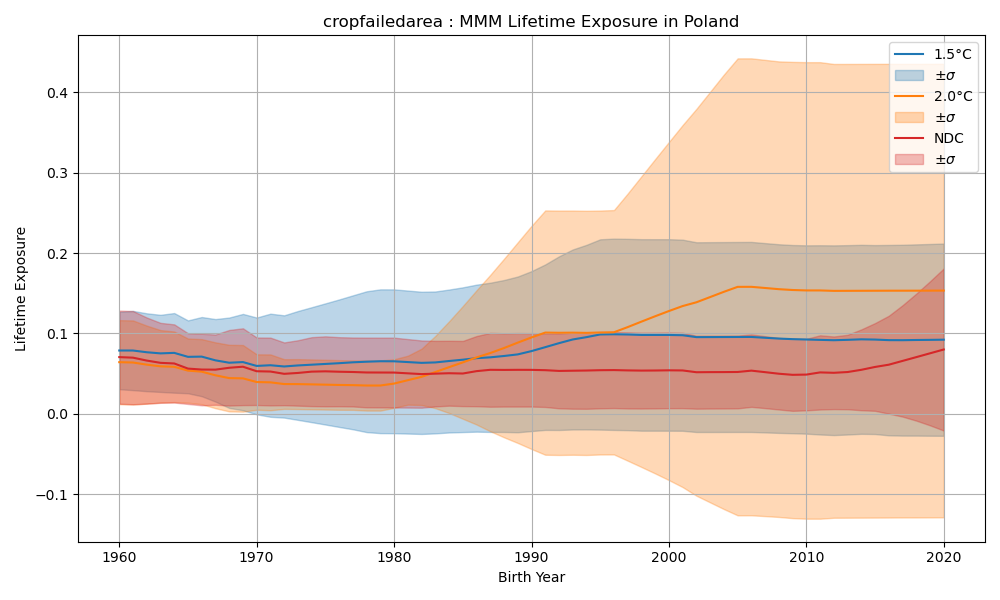 cropfailedarea : MMM Lifetime Exposure in Poland
1.5°C
±σ
2.0°C
±σ
NDC
±σ
Lifetime Exposure
0.4
0.3
0.2
0.1
0.0
−0.1
1960
1970
1980
1990
2000
2010
2020
Birth Year